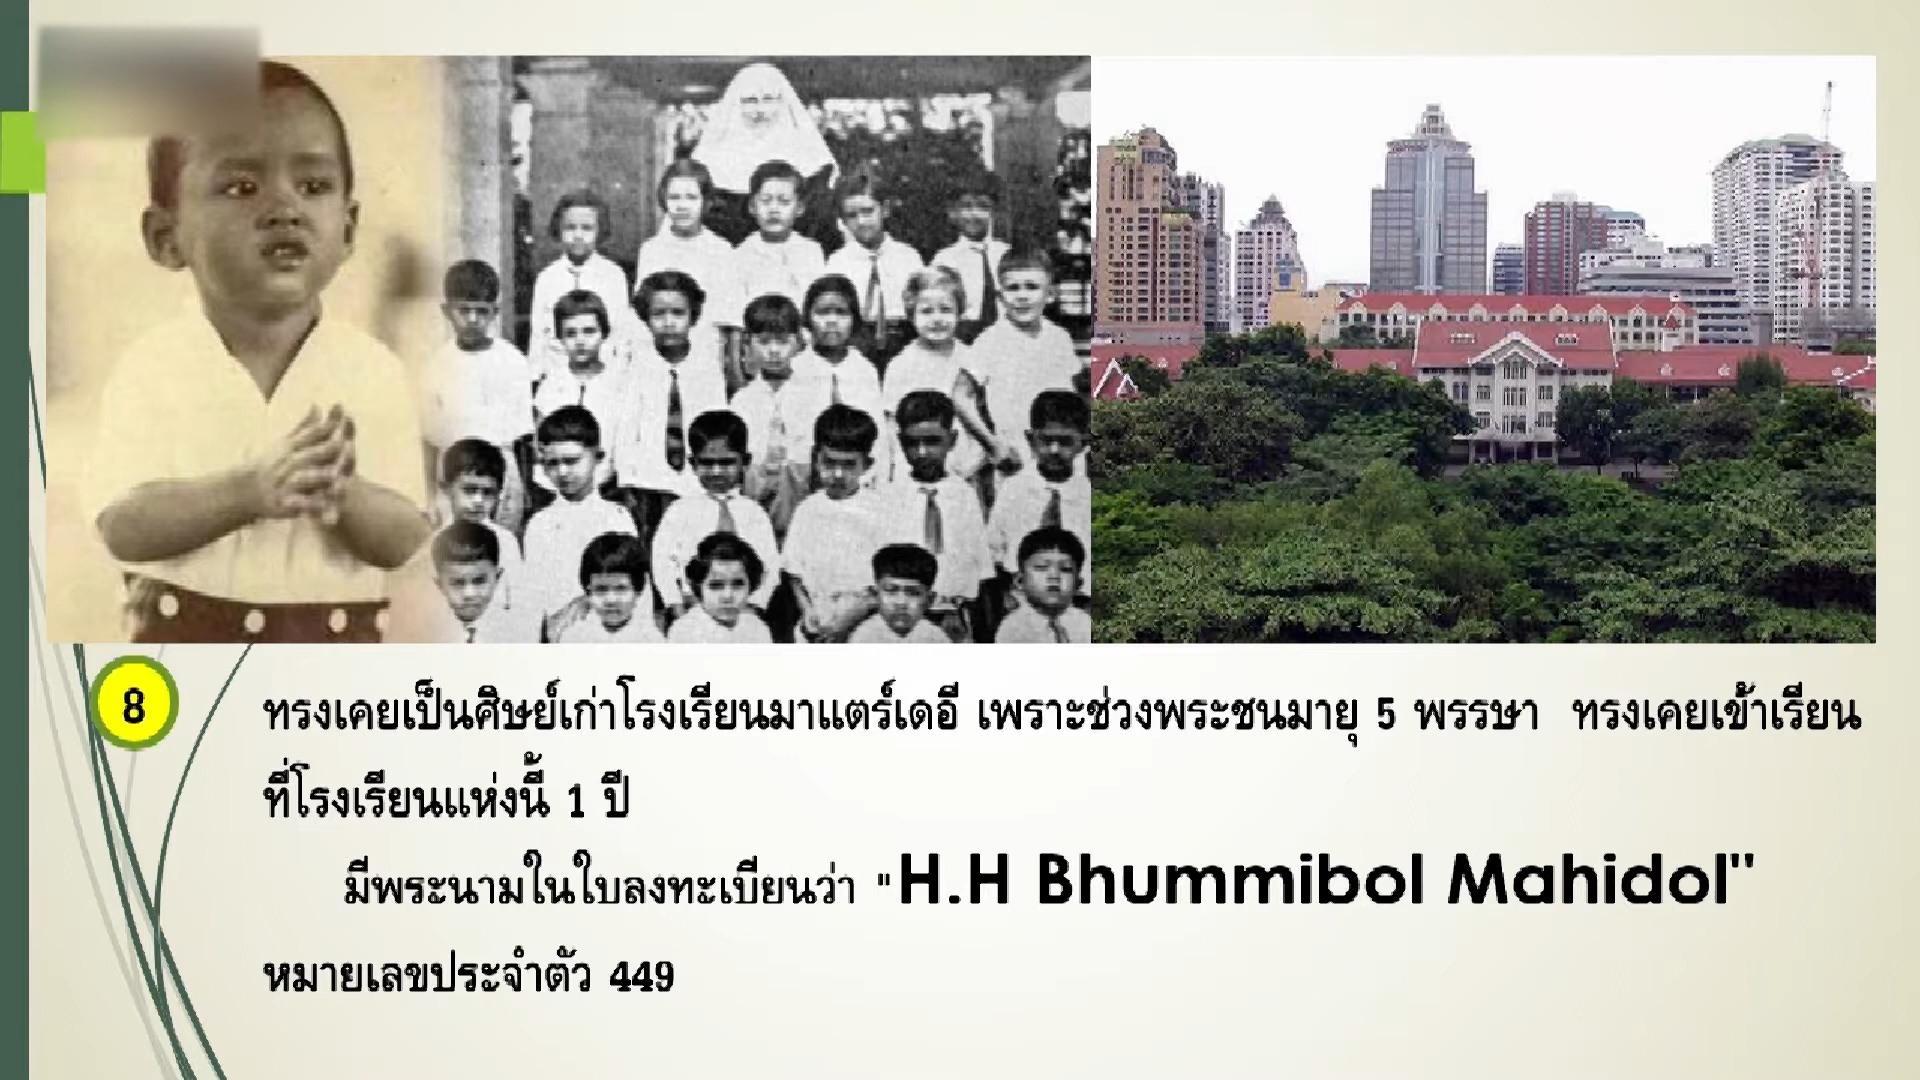 8
ทรงเคยเป็นศิษย์เก่าโรงเรียนมาแตร์เดอี เพราะช่วงพระชนมายุ 5 พรรษา ทรงเคยเข้าเรียน
ที่โรงเรียนแห่งนี้ 1 ปี
มีพระนามในใบลงทะเบียนว่า "H.H Bhummibol Mahidol"
หมายเลขประจำตัว 449